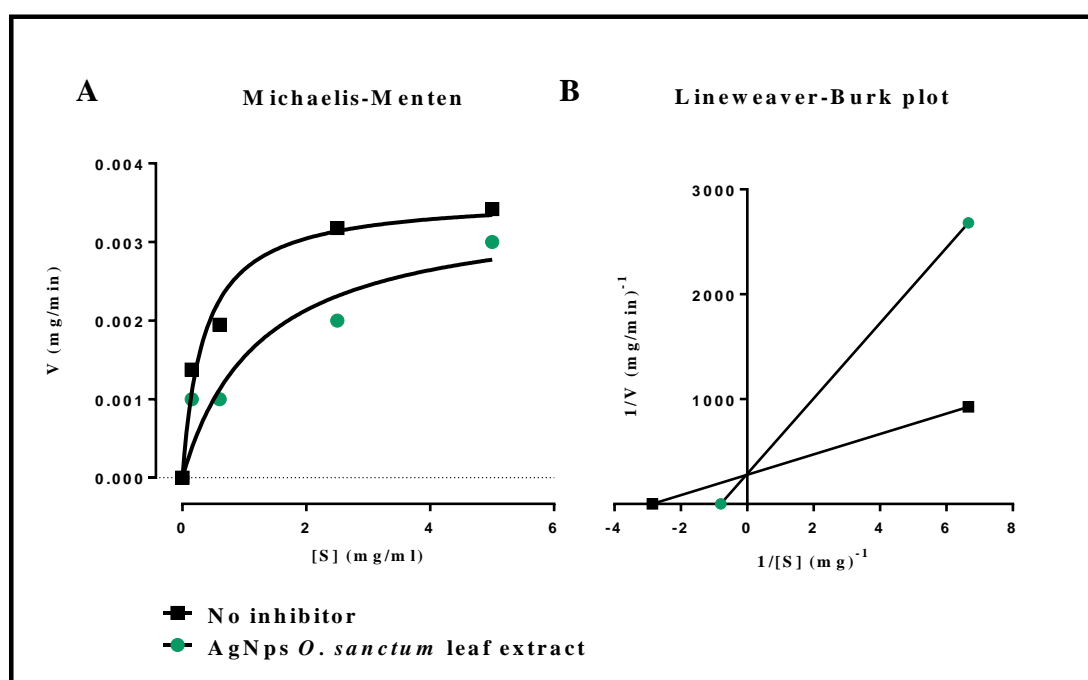 A
Michaelis-Menten
V (mg/min)
0.004
0.003
0.002
0.001
0.000
0 2 4 6
[S] (mg/ml)
B
Lineweaver-Burk plot
1/V (mg/min)⁻¹
3000
2000
1000
-4 -2 0 2 4 6 8
1/[S] (mg)⁻¹
No inhibitor
AgNps O. sanctum leaf extract